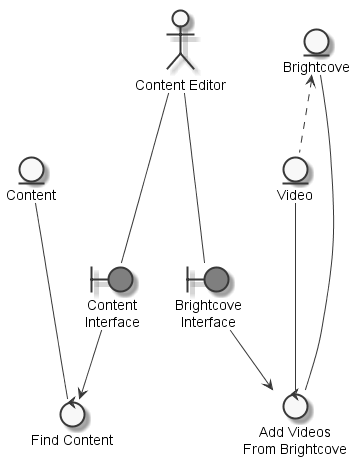 Brightcove
Content Editor
Content
Video
Content
Interface
Brightcove
Interface
Find Content
Add Videos
From Brightcove